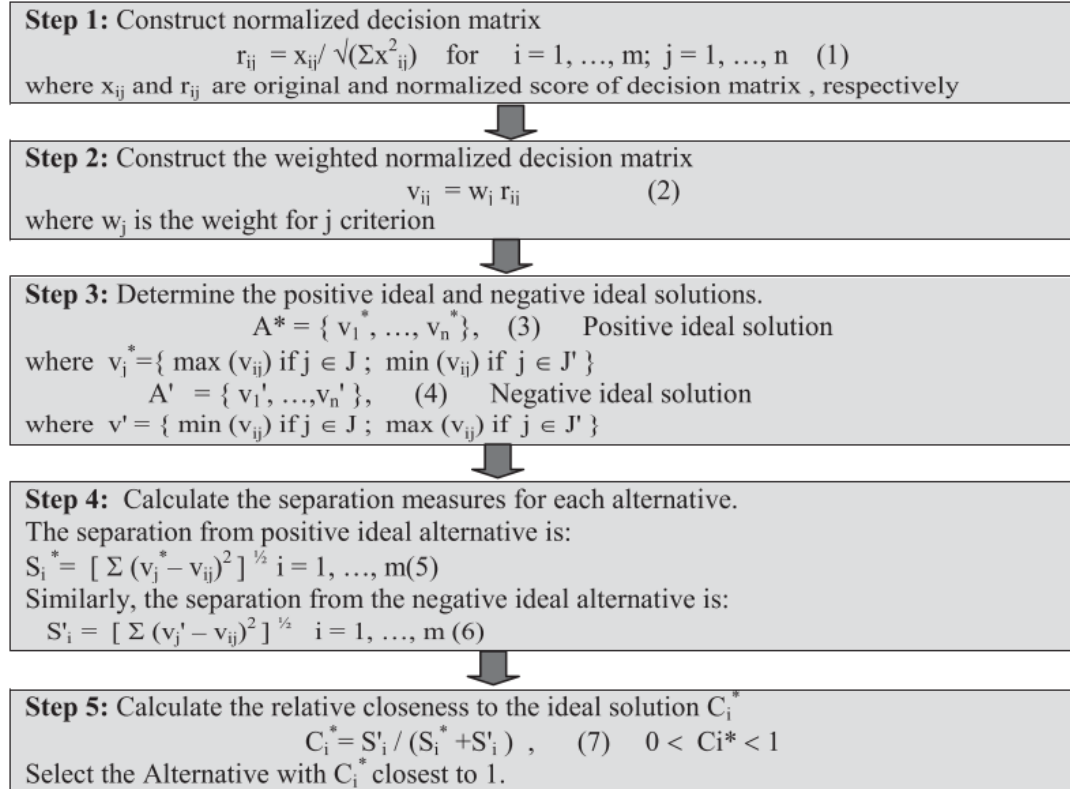 Step 1: Construct normalized decision matrix
r_ij = x_ij/ √(Σx²_ij) for i = 1, …, m; j = 1, …, n (1)
where x_ij and r_ij are original and normalized score of decision matrix , respectively
Step 2: Construct the weighted normalized decision matrix
v_ij = w_j r_ij (2)
where w_j is the weight for j criterion
Step 3: Determine the positive ideal and negative ideal solutions.
A* = { v_1^*, …, v_n^*}, (3) Positive ideal solution
where v_j^*={ max (v_ij) if j ∈ J ; min (v_ij) if j ∈ J' }
A' = { v_1', …,v_n' }, (4) Negative ideal solution
where v' = { min (v_ij) if j ∈ J ; max (v_ij) if j ∈ J' }
Step 4: Calculate the separation measures for each alternative.
The separation from positive ideal alternative is:
S_i^* = [ Σ (v_j^* – v_ij)² ] ^½ i = 1, …, m(5)
Similarly, the separation from the negative ideal alternative is:
S'_i = [ Σ (v_j' – v_ij)² ] ^½ i = 1, …, m (6)
Step 5: Calculate the relative closeness to the ideal solution C_i^*
C_i^* = S'_i / (S_i^* +S'_i ) , (7) 0 < Ci* < 1
Select the Alternative with C_i^* closest to 1.